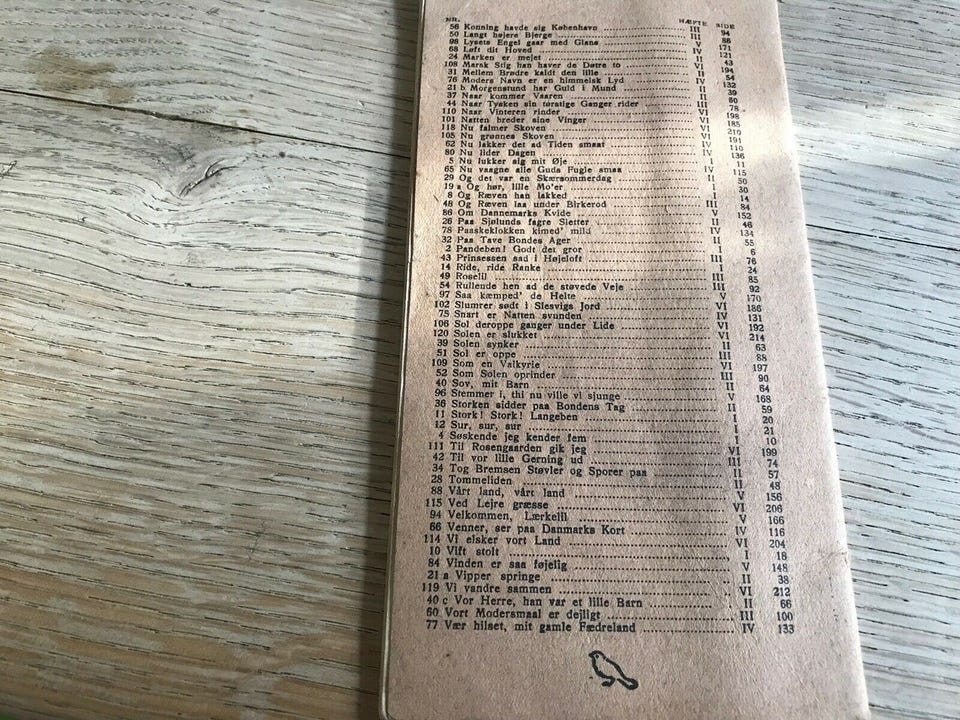 NR. HÆFTE SIDE
56 Konning havde sig København III 94
50 Langt højere Bjerge III 86
98 Lysets Engel gaar med Glans V 171
68 Løft dit Hoved IV 121
24 Marken er mejet II 43
108 Marsk Stig han haver de Døtre to VI 194
31 Mellem Brødre kaldt den lille II 54
76 Moders Navn er en himmelsk Lyd IV 132
21 b Morgenstund har Guld i Mund II 39
37 Naar kommer Vaaren II 60
44 Naar Tysken sin toratige Ganger rider III 78
110 Naar Vinteren rinder VI 198
101 Natten breder sine Vinger VI 185
118 Nu falmer Skoven VI 210
105 Nu grønnes Skoven VI 191
62 Nu lakker det ad Tiden smaat IV 110
80 Nu lider Dagen IV 136
5 Nu lukker sig mit Øje I 11
65 Nu vaagne alle Guds Fugle smaa IV 115
29 Og det var en Skærsommerdag II 50
19 a Og hør, lille Mo'er I 30
8 Og Ræven han lakked I 14
48 Og Ræven laa under Birkerod III 84
86 Om Dannemarks Kvide V 152
26 Paa Sjølunds fagre Sletter II 46
78 Paaskeklokken kimed' mild IV 134
32 Paa Tave Bondes Ager II 55
2 Pandeben! Godt det gror I 6
43 Prinsessen sad i Højeloft III 76
14 Ride, ride Ranke I 24
49 Roselil III 85
54 Rullende hen ad de støvede Veje III 92
97 Saa kæmped' de Helte V 170
102 Slumrer sødt i Slesvigs Jord VI 186
75 Snart er Natten svunden IV 131
106 Sol deroppe ganger under Lide VI 192
120 Solen er slukket VI 214
39 Solen synker II 63
51 Sol er oppe III 88
109 Som en Valkyrie VI 197
52 Som Solen oprinder III 90
40 Sov, mit Barn II 64
96 Stemmer i, thi nu ville vi sjunge V 168
36 Storken sidder paa Bondens Tag II 59
11 Stork! Stork! Langeben I 20
12 Sur, sur, sur I 21
4 Søskende jeg kender fem I 10
111 Til Rosengaarden gik jeg VI 199
42 Til vor lille Gerning ud III 74
34 Tog Bremsen Støvler og Sporer paa II 57
28 Tommeliden II 48
88 Vårt land, vårt land V 156
115 Ved Lejre græsse VI 206
94 Velkommen, Lærkelil V 166
66 Venner, ser paa Danmarks Kort IV 116
114 Vi elsker vort Land VI 204
10 Vift stolt I 18
84 Vinden er saa føjelig V 148
21 a Vipper springe II 38
119 Vi vandre sammen VI 212
40 c Vor Herre, han var et lille Barn II 66
60 Vort Modersmaal er dejligt III 100
77 Vær hilset, mit gamle Fædreland IV 133